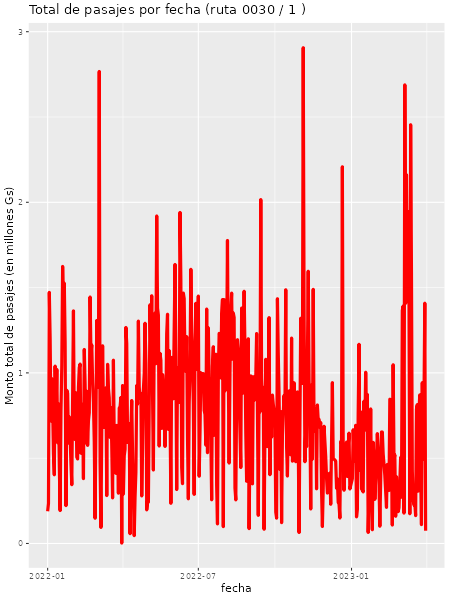 Total de pasajes por fecha (ruta 0030 / 1 )
Monto total de pasajes (en millones Gs)
3
2
1
0
2022-01
2022-07
2023-01
fecha